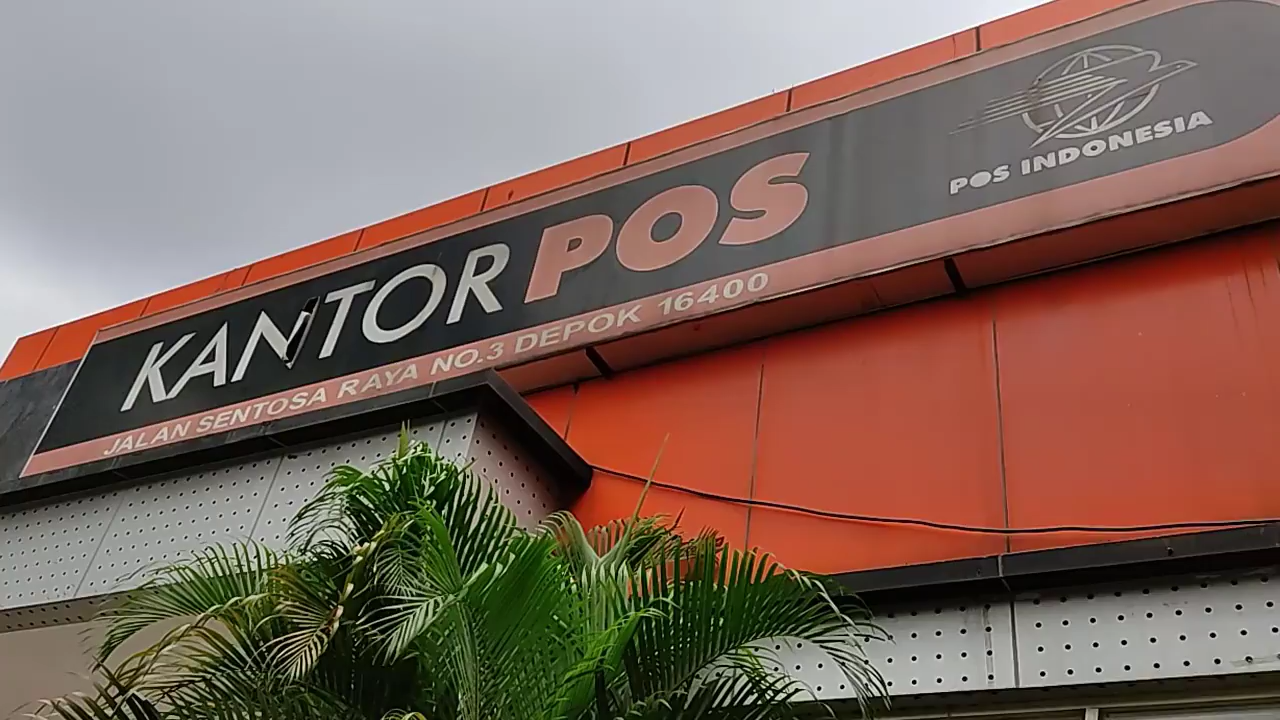 KANTOR POS
JALAN SENTOSA RAYA NO.3 DEPOK 16400
POS INDONESIA